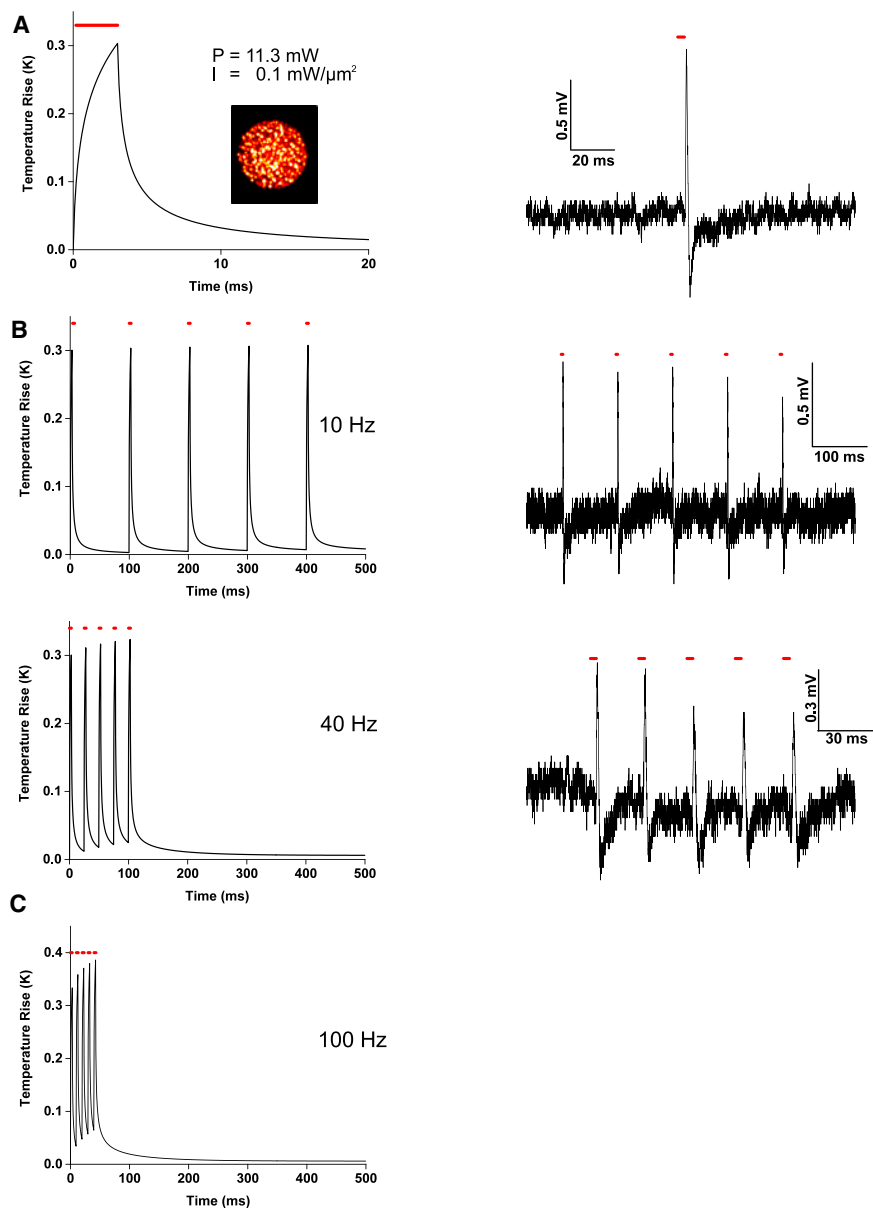 A
Temperature Rise (K)
0.3
0.2
0.1
0.0
0
10
20
Time (ms)
P = 11.3 mW
I = 0.1 mW/µm²
0.5 mV
20 ms
B
Temperature Rise (K)
0.3
0.2
0.1
0.0
0
100
200
300
400
500
Time (ms)
10 Hz
0.5 mV
100 ms
Temperature Rise (K)
0.3
0.2
0.1
0.0
0
100
200
300
400
500
Time (ms)
40 Hz
0.3 mV
30 ms
C
Temperature Rise (K)
0.4
0.3
0.2
0.1
0.0
0
100
200
300
400
500
Time (ms)
100 Hz